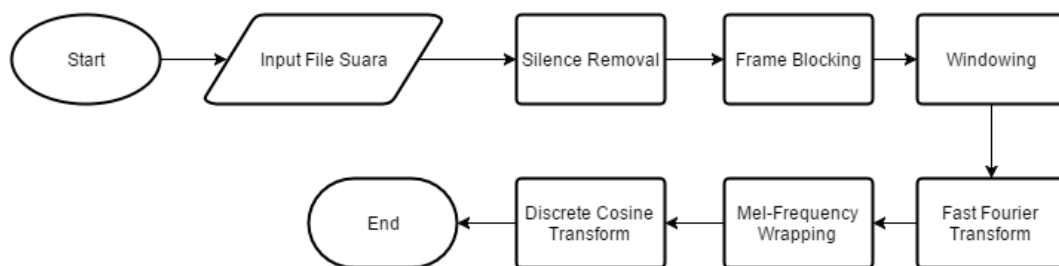 Start
Input File Suara
Silence Removal
Frame Blocking
Windowing
Fast Fourier
Transform
Mel-Frequency
Wrapping
Discrete Cosine
Transform
End